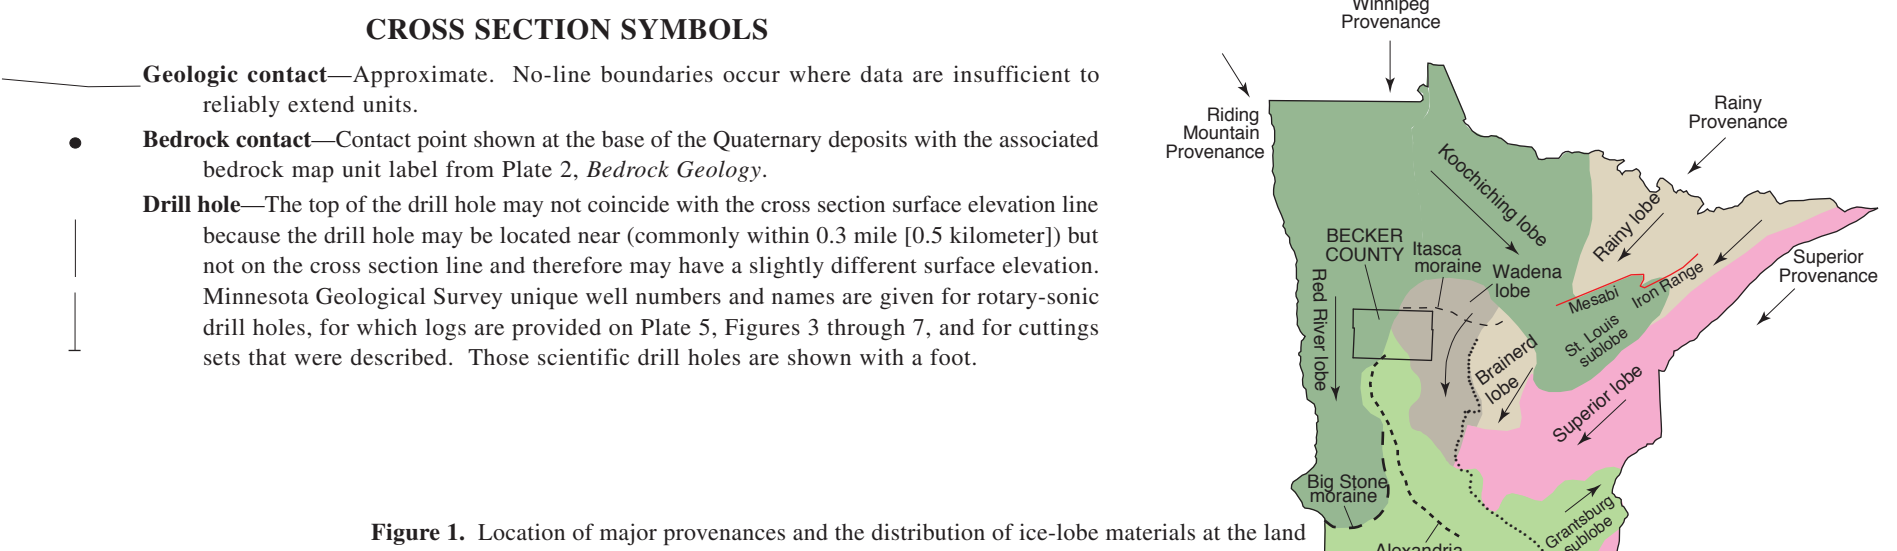 CROSS SECTION SYMBOLS
Geologic contact—Approximate. No-line boundaries occur where data are insufficient to
reliably extend units.
Bedrock contact—Contact point shown at the base of the Quaternary deposits with the associated
bedrock map unit label from Plate 2, Bedrock Geology.
Drill hole—The top of the drill hole may not coincide with the cross section surface elevation line
because the drill hole may be located near (commonly within 0.3 mile [0.5 kilometer]) but
not on the cross section line and therefore may have a slightly different surface elevation.
Minnesota Geological Survey unique well numbers and names are given for rotary-sonic
drill holes, for which logs are provided on Plate 5, Figures 3 through 7, and for cuttings
sets that were described. Those scientific drill holes are shown with a foot.
Figure 1. Location of major provenances and the distribution of ice-lobe materials at the land
Winnipeg
Provenance
Riding
Mountain
Provenance
Rainy
Provenance
Koochiching lobe
Rainy lobe
BECKER
COUNTY
Itasca
moraine
Wadena
lobe
Superior
Provenance
Red River lobe
Mesabi
Iron Range
St. Louis
sublobe
Brainerd
lobe
Superior lobe
Big Stone
moraine
Grantsburg
sublobe
Alexandria